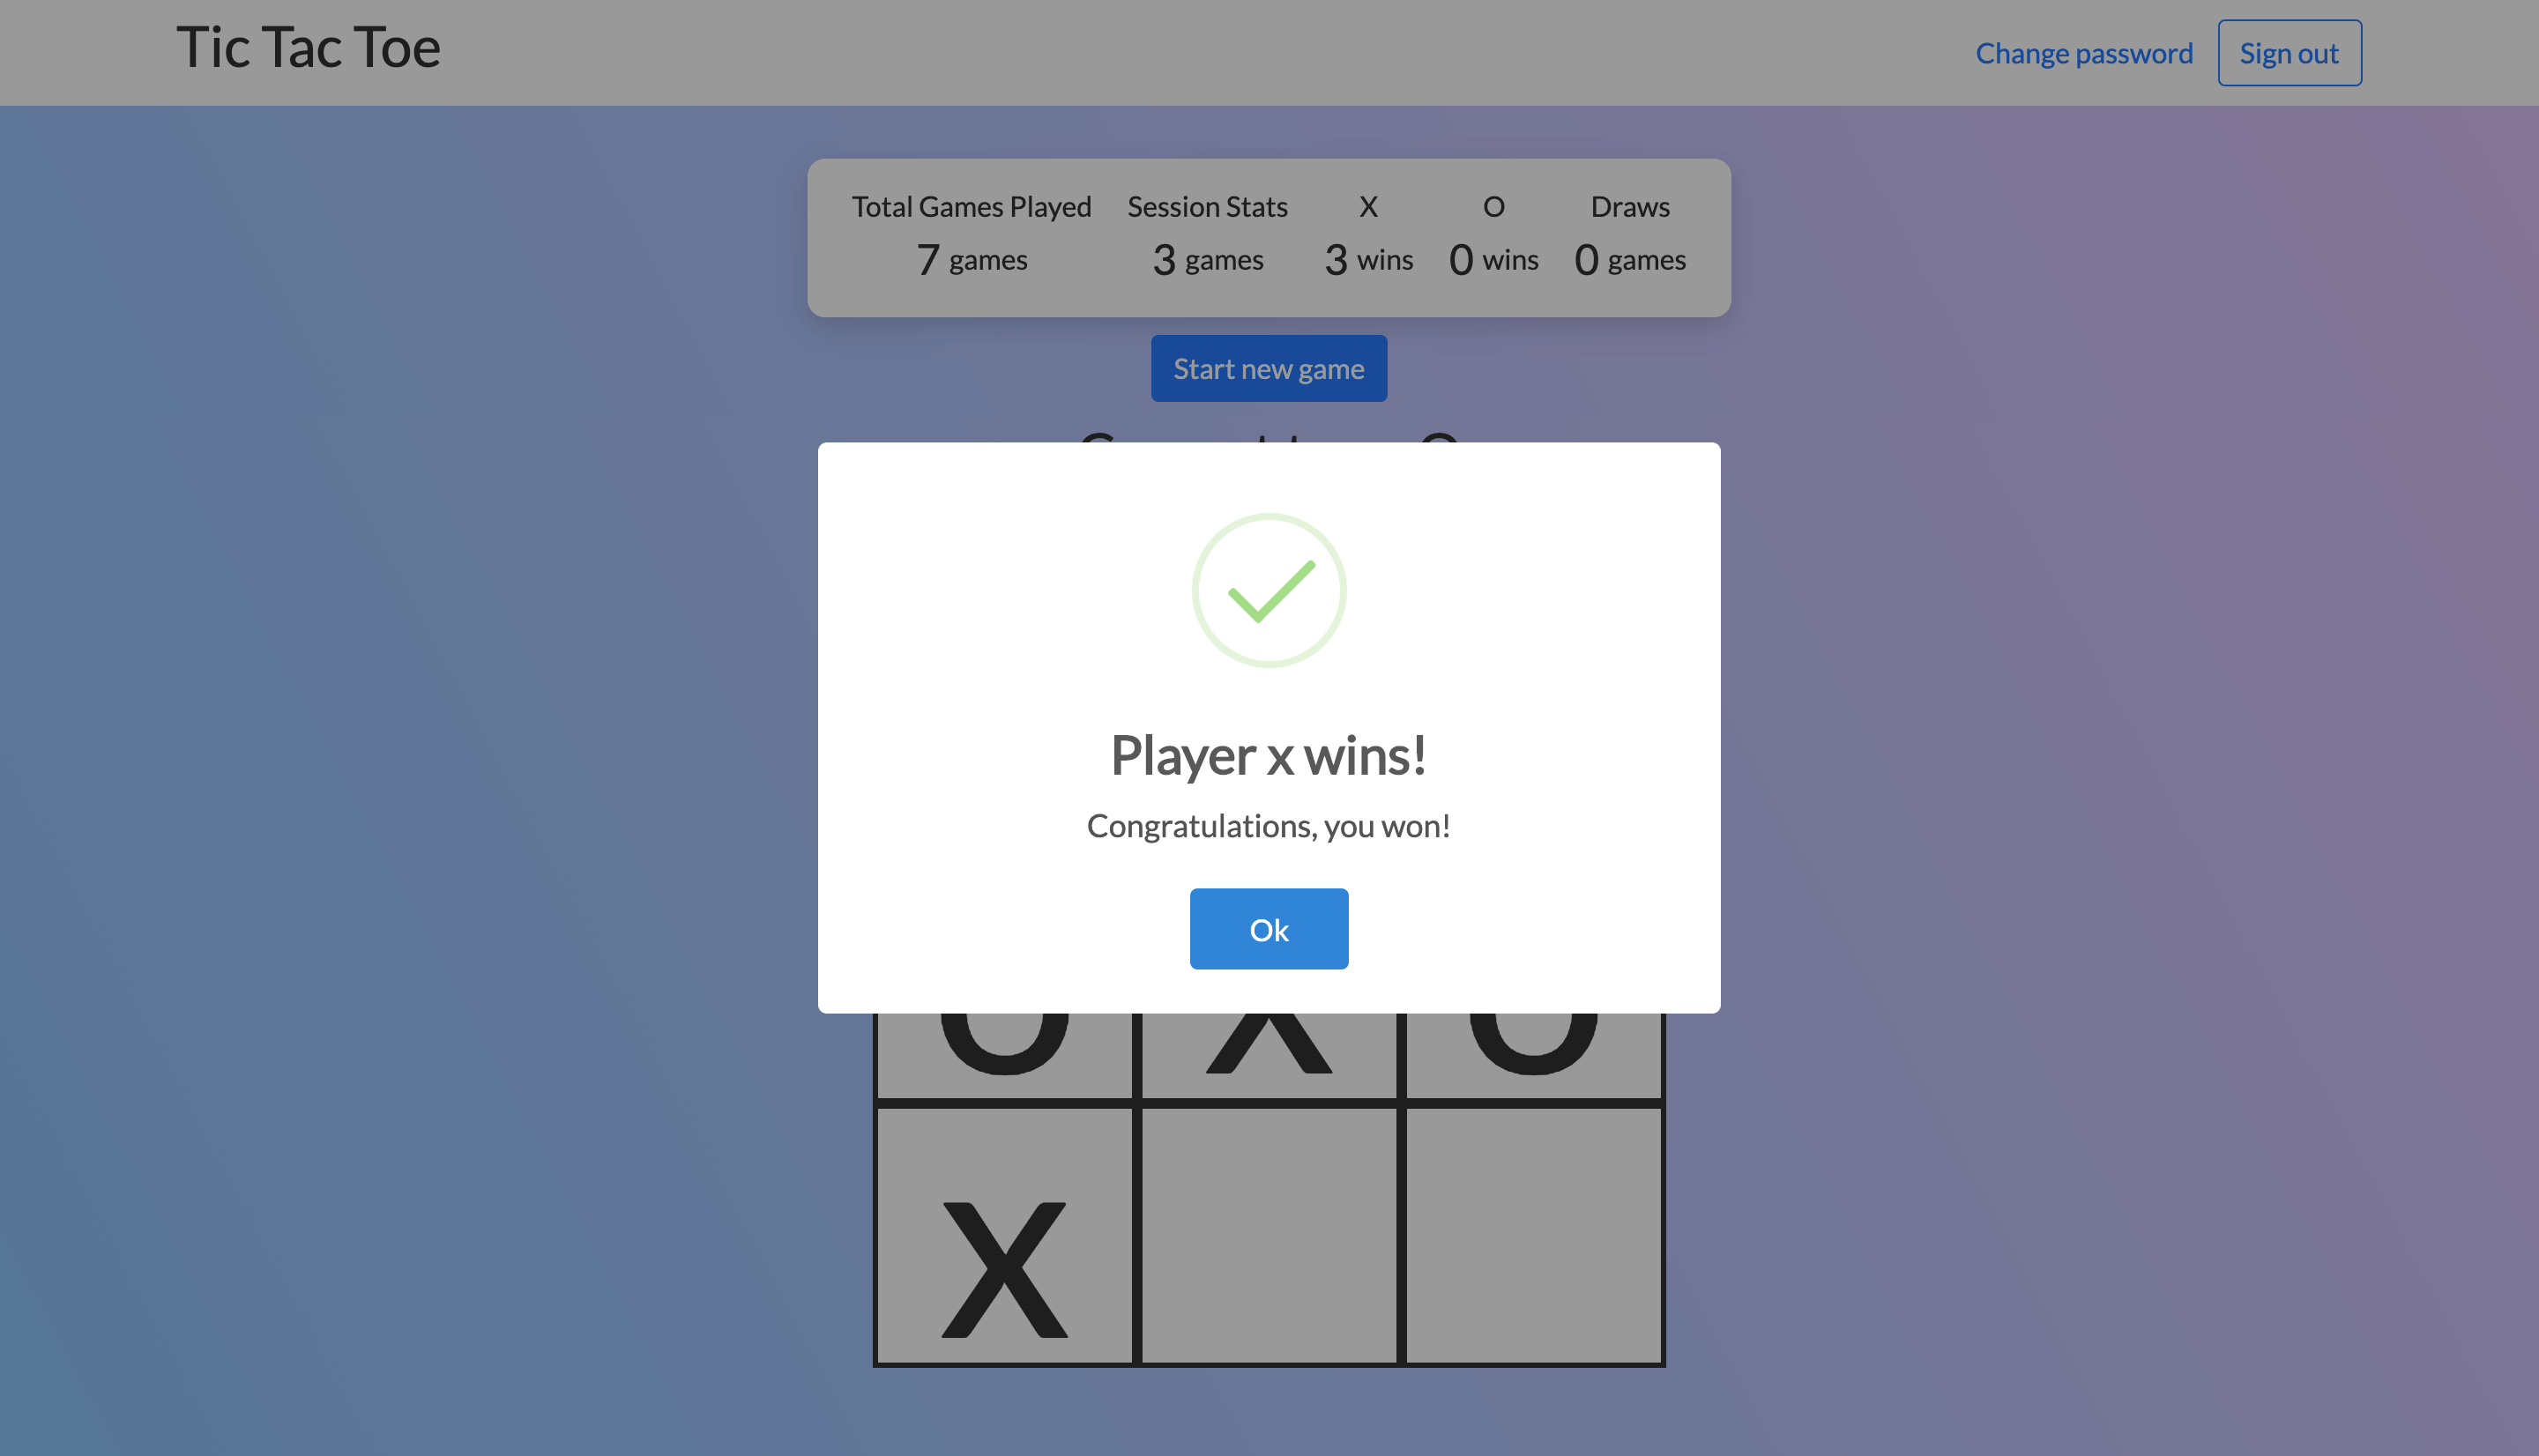 Tic Tac Toe
Change password
Sign out
Total Games Played Session Stats X O Draws
7 games 3 games 3 wins 0 wins 0 games
Start new game
Player x wins!
Congratulations, you won!
Ok
O X O
X